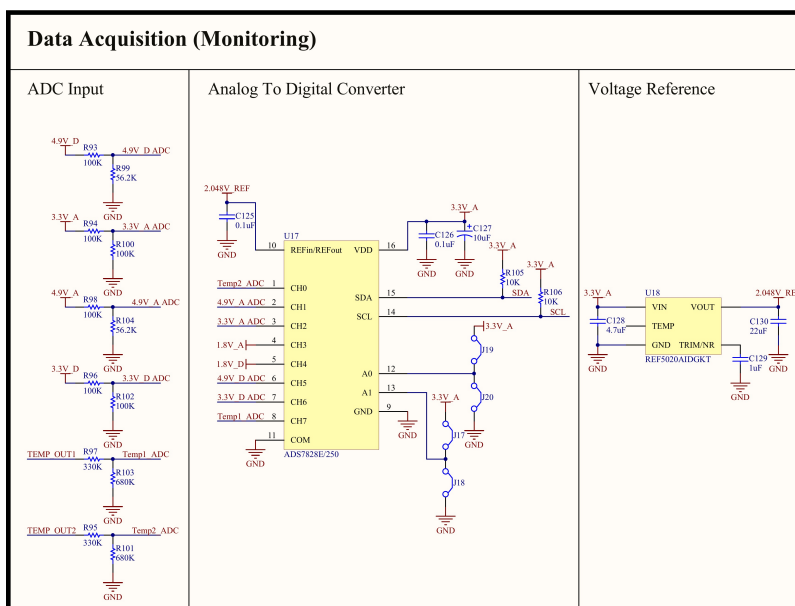 Data Acquisition (Monitoring)
ADC Input
4.9V_D
R93
100K
4.9V_D ADC
R99
56.2K
GND
3.3V_A
R94
100K
3.3V_A ADC
R100
100K
GND
4.9V_A
R98
100K
4.9V_A ADC
R104
56.2K
GND
3.3V_D
R96
100K
3.3V_D ADC
R102
100K
GND
TEMP_OUT1
R97
330K
Temp1_ADC
R103
680K
GND
TEMP_OUT2
R95
330K
Temp2_ADC
R101
680K
GND
Analog To Digital Converter
2.048V_REF
C125
0.1uF
GND
U17
10 REFin/REFout VDD 16
Temp2_ADC 1 CH0
4.9V_A ADC 2 CH1
3.3V_A ADC 3 CH2
1.8V_A 4 CH3
1.8V_D 5 CH4
4.9V_D ADC 6 CH5
3.3V_D ADC 7 CH6
Temp1_ADC 8 CH7
11 COM
GND
SDA 15
SCL 14
A0 12
A1 13
GND 9
GND
ADS7828E/250
3.3V_A
C126
0.1uF
GND
C127
10uF
GND
3.3V_A
R105
10K
SDA
3.3V_A
R106
10K
SCL
3.3V_A
J19
J20
GND
3.3V_A
J17
J18
GND
Voltage Reference
3.3V_A
C128
4.7uF
GND
U18
VIN VOUT
TEMP
GND TRIM/NR
REF5020AIDGKT
2.048V_REF
C130
22uF
GND
C129
1uF
GND